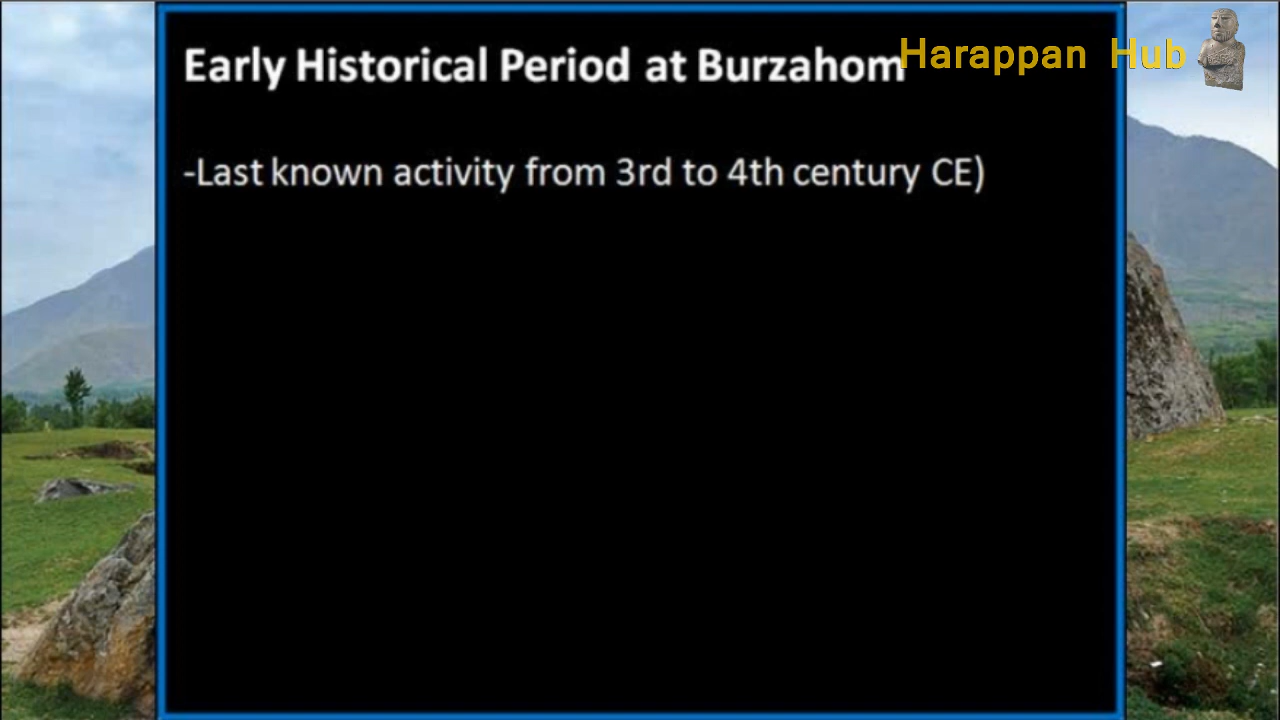 Early Historical Period at Burzahom
Harappan Hub
-Last known activity from 3rd to 4th century CE)